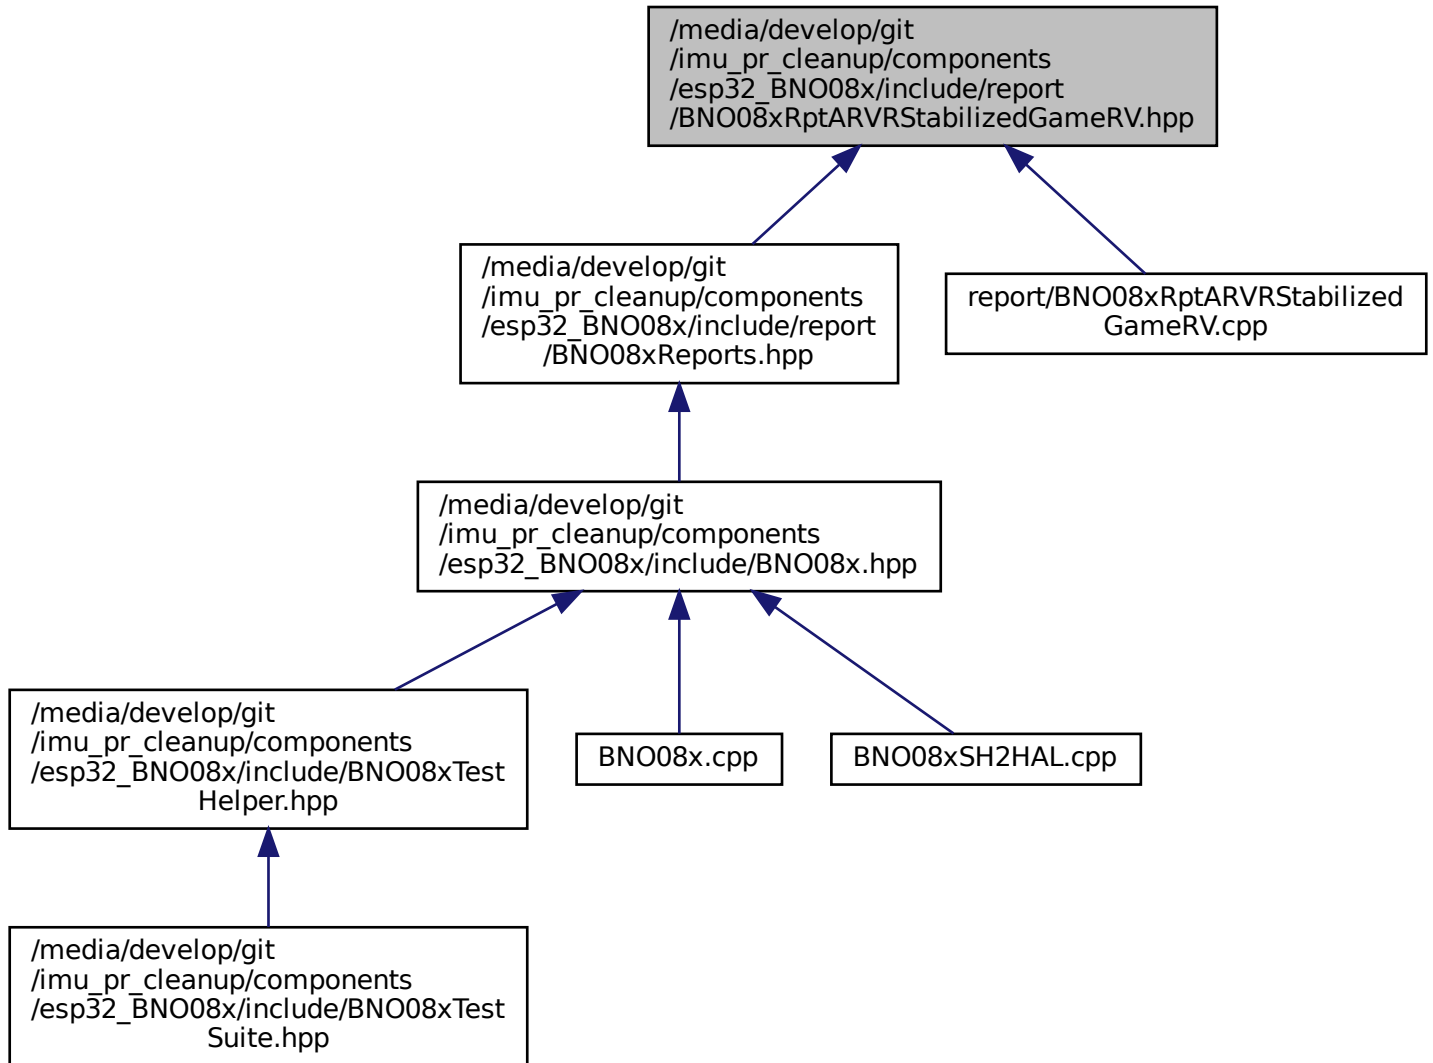 /media/develop/git
/imu_pr_cleanup/components
/esp32_BNO08x/include/report
/BNO08xRptARVRStabilizedGameRV.hpp
/media/develop/git
/imu_pr_cleanup/components
/esp32_BNO08x/include/report
/BNO08xReports.hpp
report/BNO08xRptARVRStabilized
GameRV.cpp
/media/develop/git
/imu_pr_cleanup/components
/esp32_BNO08x/include/BNO08x.hpp
/media/develop/git
/imu_pr_cleanup/components
/esp32_BNO08x/include/BNO08xTest
Helper.hpp
BNO08x.cpp
BNO08xSH2HAL.cpp
/media/develop/git
/imu_pr_cleanup/components
/esp32_BNO08x/include/BNO08xTest
Suite.hpp